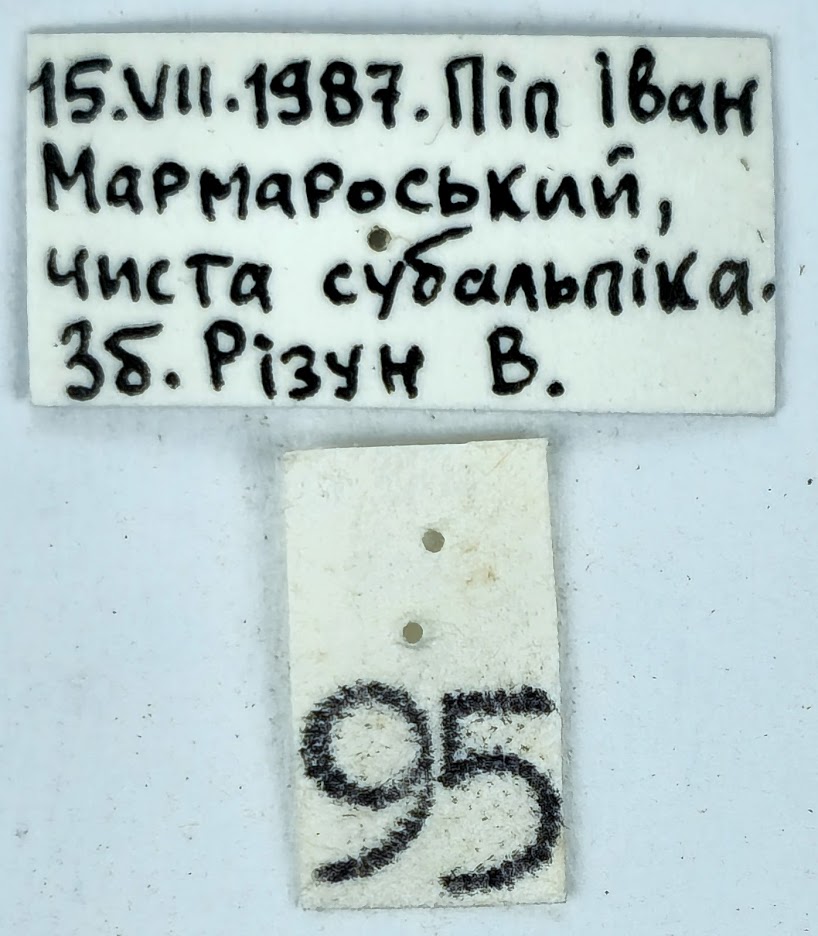 15.VII.1987. Піп Іван
Мармароський,
чиста субальпіка.
Зб. Різун В.
95